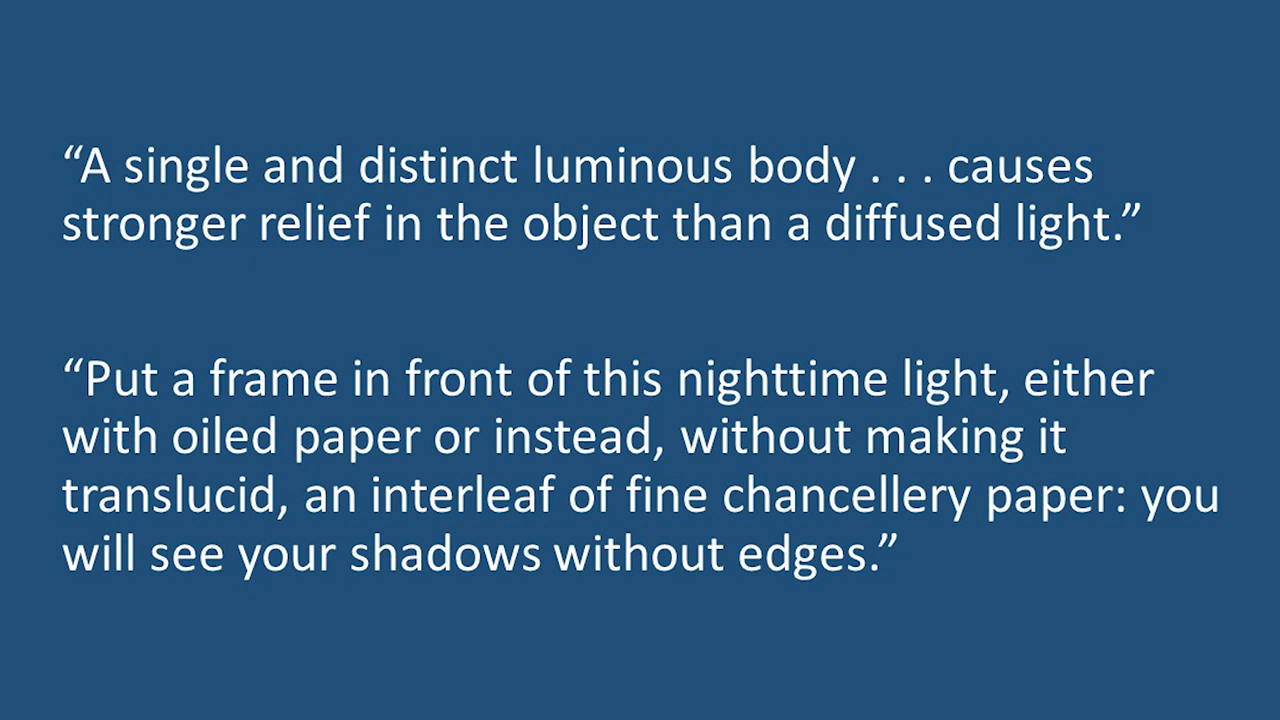 “A single and distinct luminous body . . . causes
stronger relief in the object than a diffused light.”
“Put a frame in front of this nighttime light, either
with oiled paper or instead, without making it
translucid, an interleaf of fine chancellery paper: you
will see your shadows without edges.”